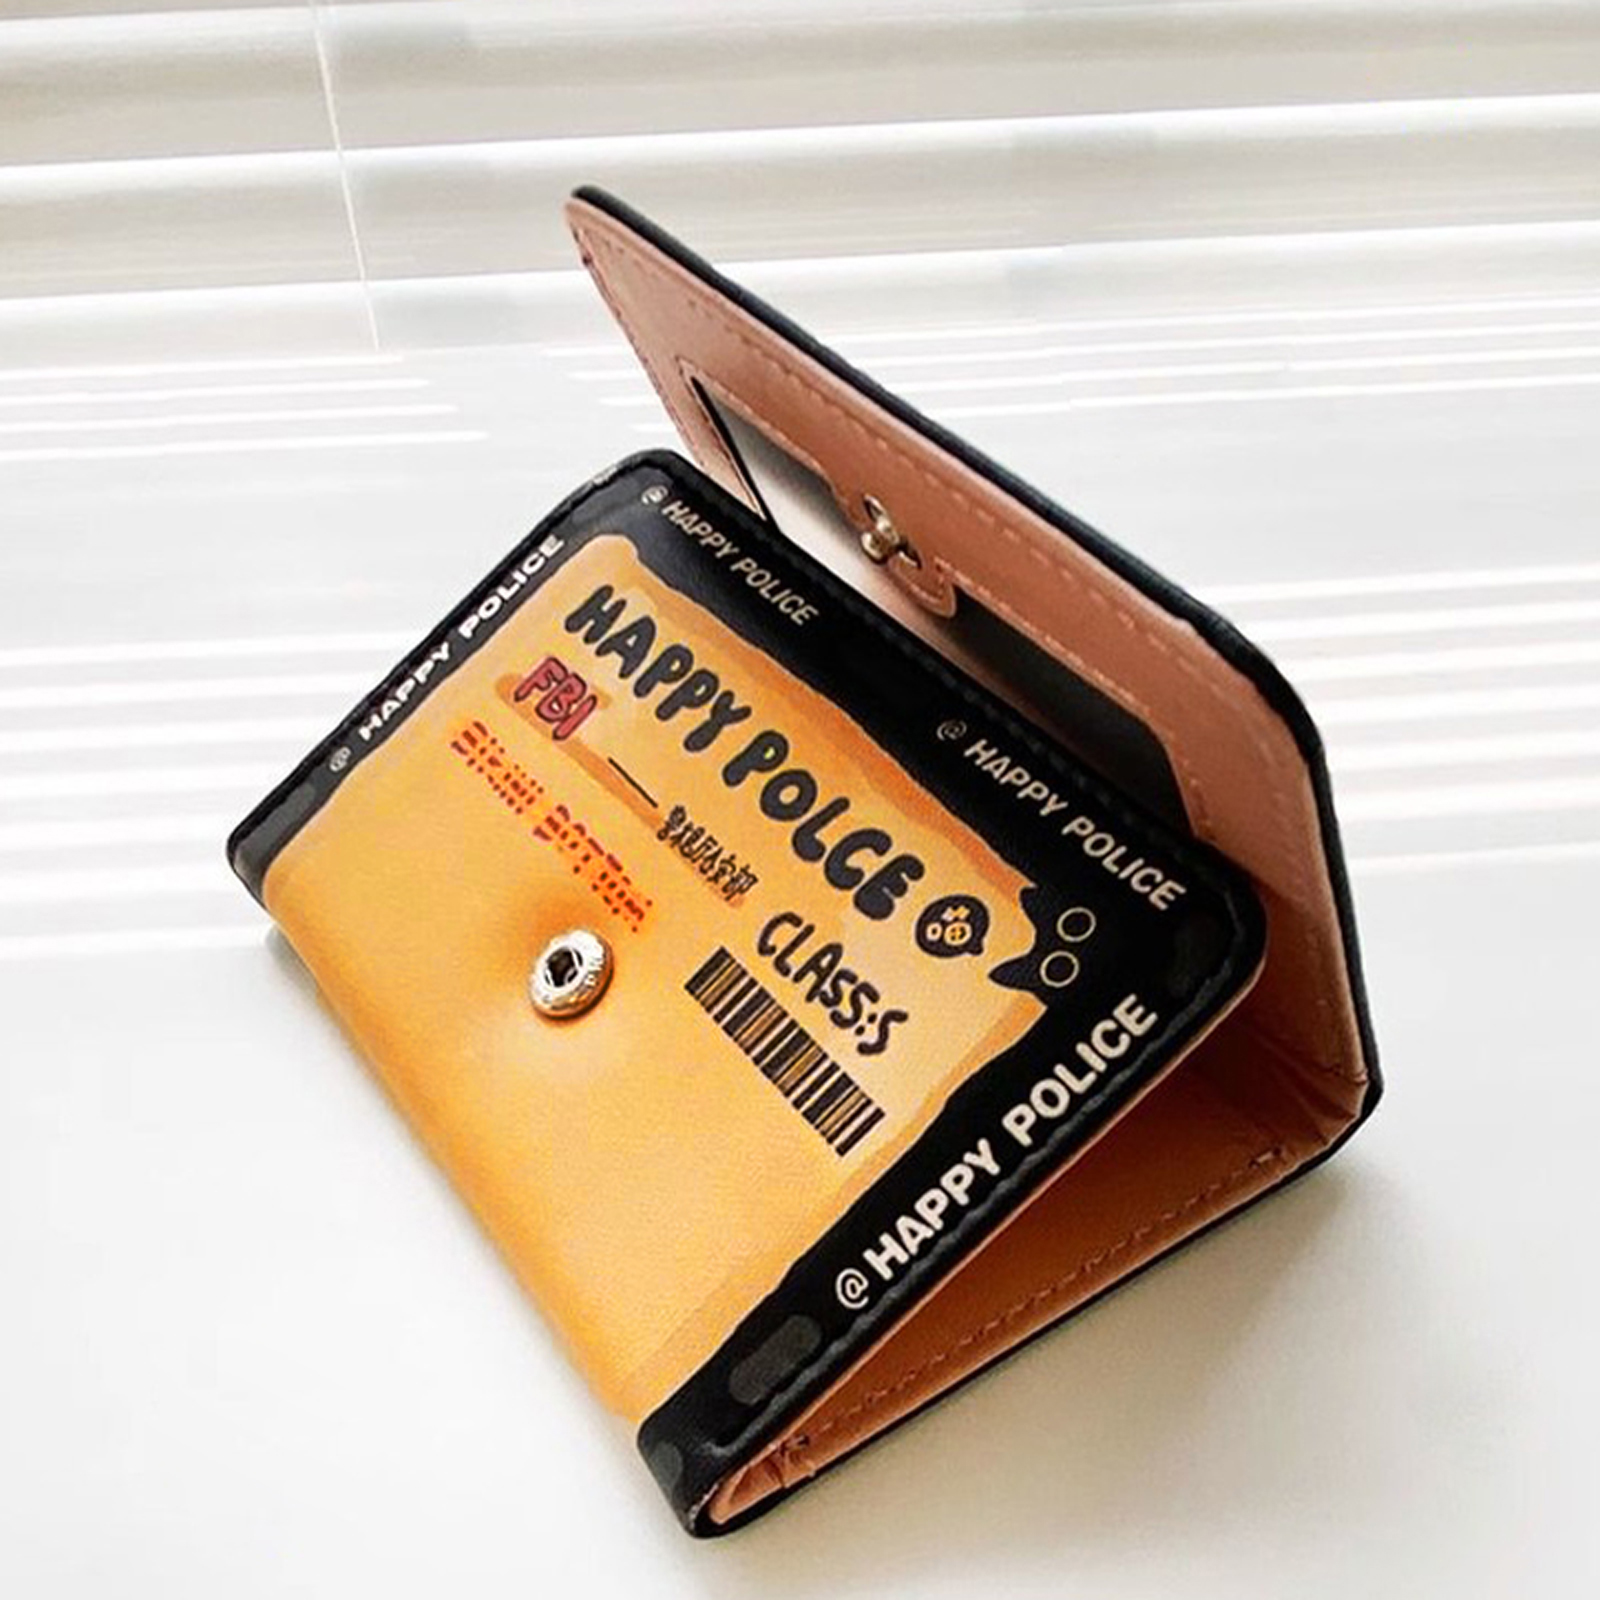 @ HAPPY POLICE
@ HAPPY POLICE
@ HAPPY POLICE
HAPPY POLCE
FBI
CLASS:S
@HAPPY POLICE